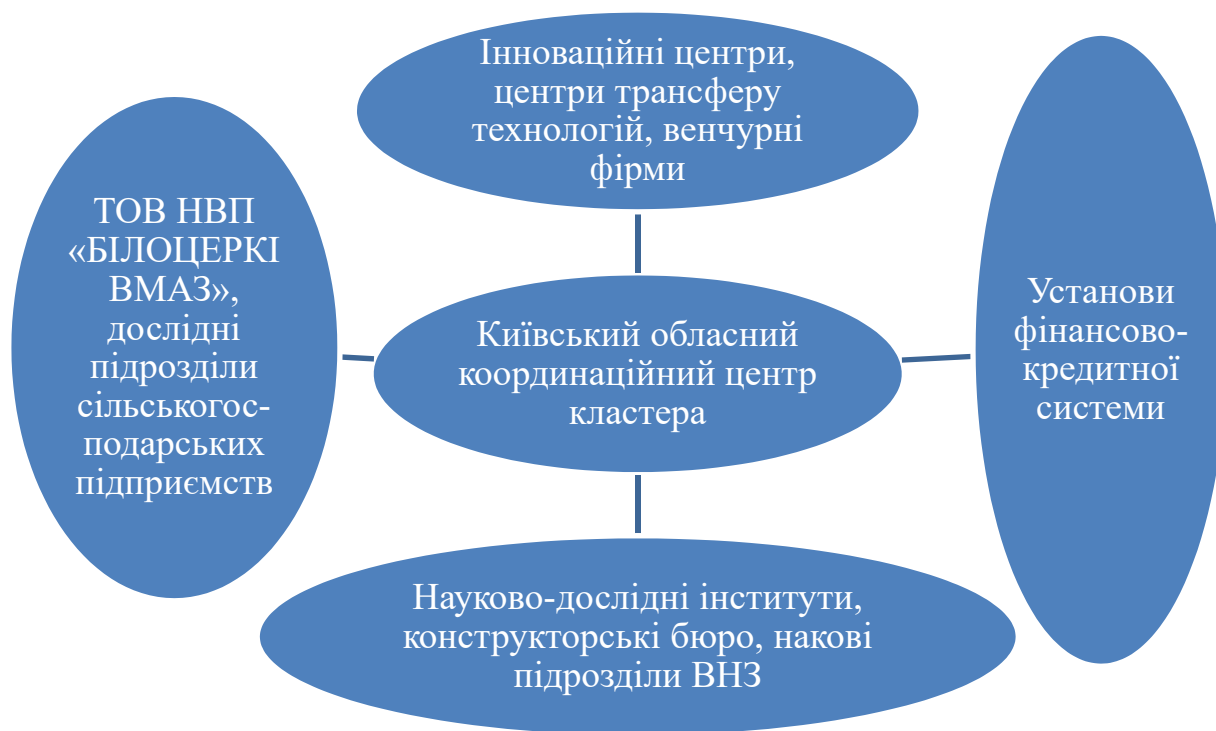 Інноваційні центри,
центри трансферу
технологій, венчурні
фірми
ТОВ НВП
«БІЛОЦЕРКІ
ВМАЗ»,
дослідні
підрозділи
сільськогос-
подарських
підприємств
Київський обласний
координаційний центр
кластера
Установи
фінансово-
кредитної
системи
Науково-дослідні інститути,
конструкторські бюро, накові
підрозділи ВНЗ